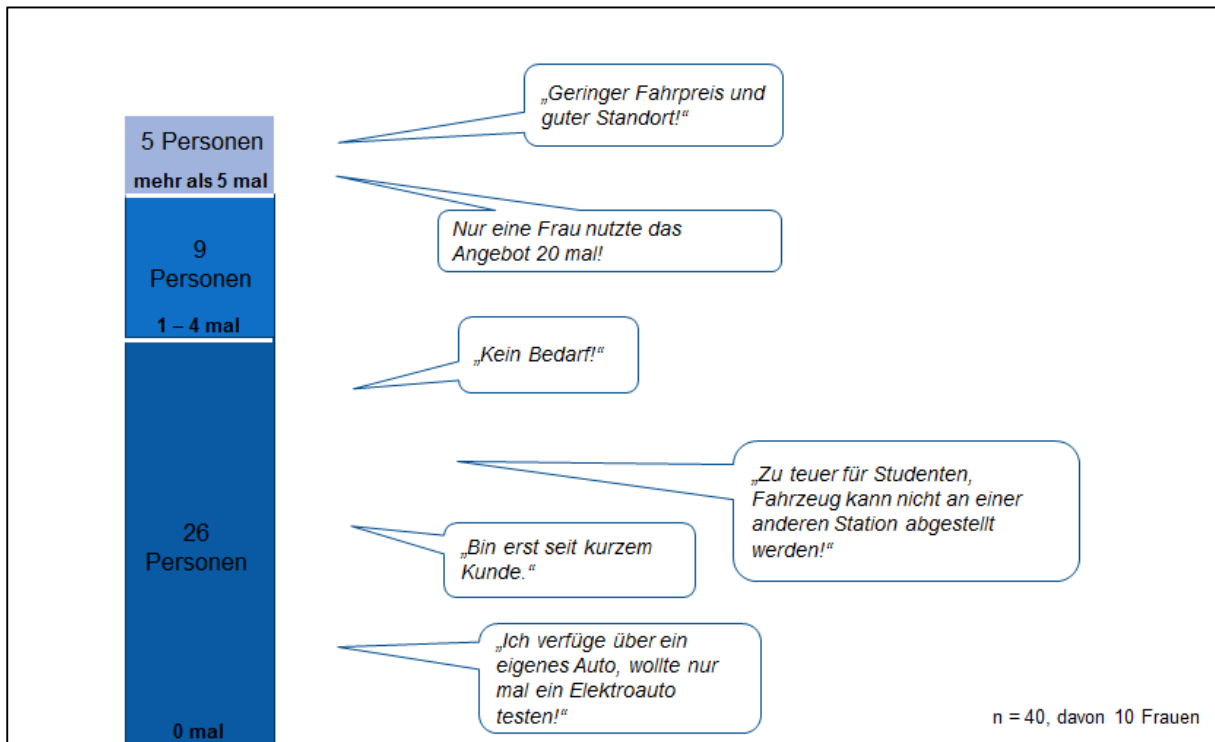 „Geringer Fahrpreis und
guter Standort!“
5 Personen
mehr als 5 mal
Nur eine Frau nutzte das
Angebot 20 mal!
9
Personen
1 – 4 mal
„Kein Bedarf!“
„Zu teuer für Studenten,
Fahrzeug kann nicht an einer
anderen Station abgestellt
werden!“
26
Personen
„Bin erst seit kurzem
Kunde.“
„Ich verfüge über ein
eigenes Auto, wollte nur
mal ein Elektroauto
testen!“
0 mal
n = 40, davon 10 Frauen